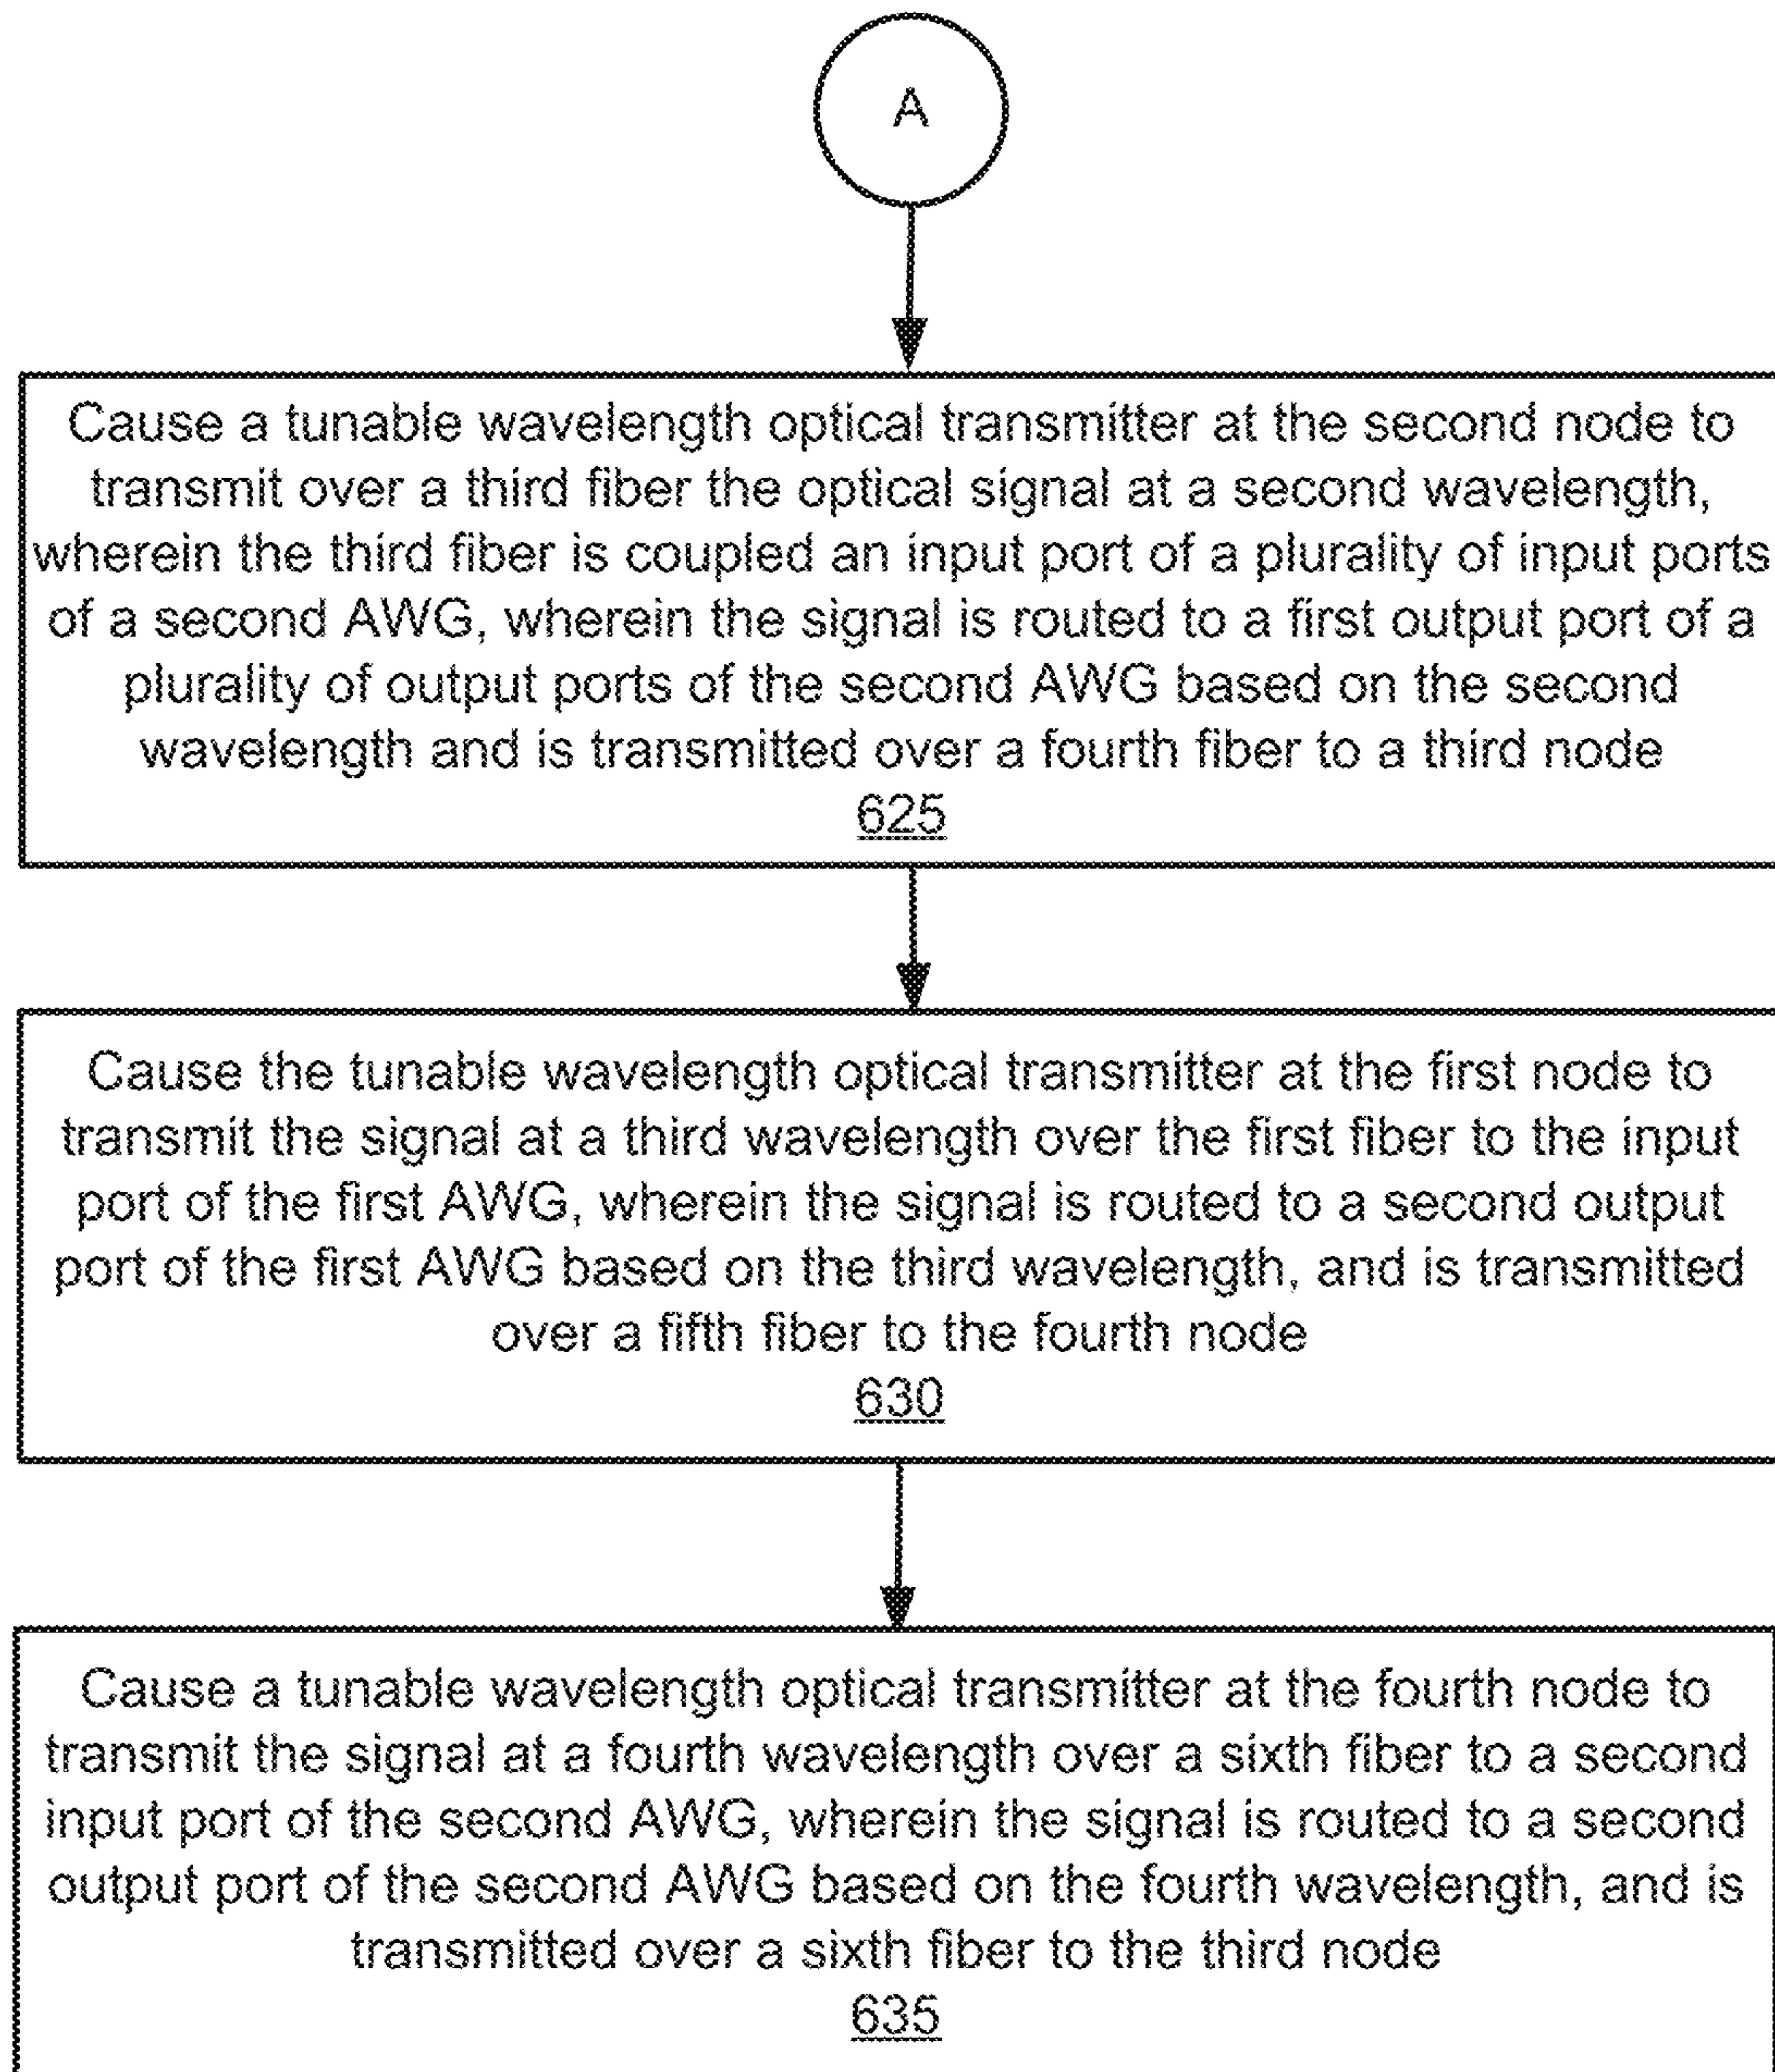 A
Cause a tunable wavelength optical transmitter at the second node to
transmit over a third fiber the optical signal at a second wavelength,
wherein the third fiber is coupled an input port of a plurality of input ports
of a second AWG, wherein the signal is routed to a first output port of a
plurality of output ports of the second AWG based on the second
wavelength and is transmitted over a fourth fiber to a third node
625
Cause the tunable wavelength optical transmitter at the first node to
transmit the signal at a third wavelength over the first fiber to the input
port of the first AWG, wherein the signal is routed to a second output
port of the first AWG based on the third wavelength, and is transmitted
over a fifth fiber to the fourth node
630
Cause a tunable wavelength optical transmitter at the fourth node to
transmit the signal at a fourth wavelength over a sixth fiber to a second
input port of the second AWG, wherein the signal is routed to a second
output port of the second AWG based on the fourth wavelength, and is
transmitted over a sixth fiber to the third node
635